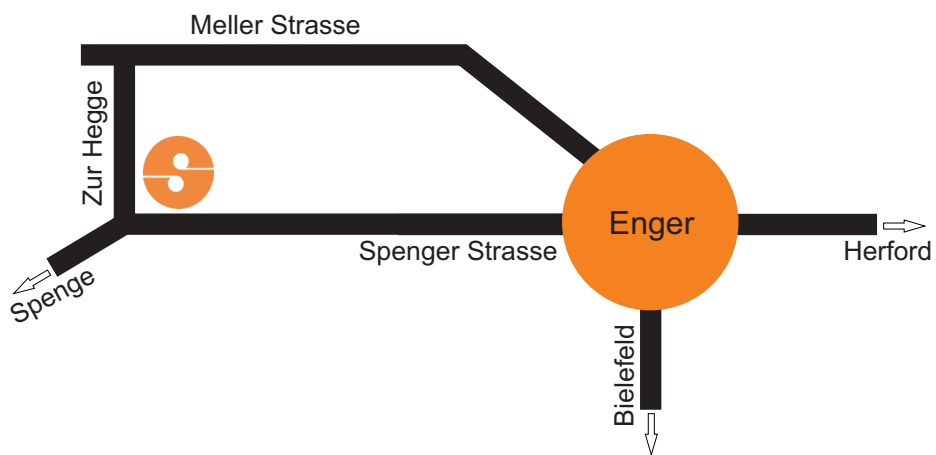 Meller Strasse
Zur Hegge
Enger
Spenger Strasse
Herford
Spenge
Bielefeld